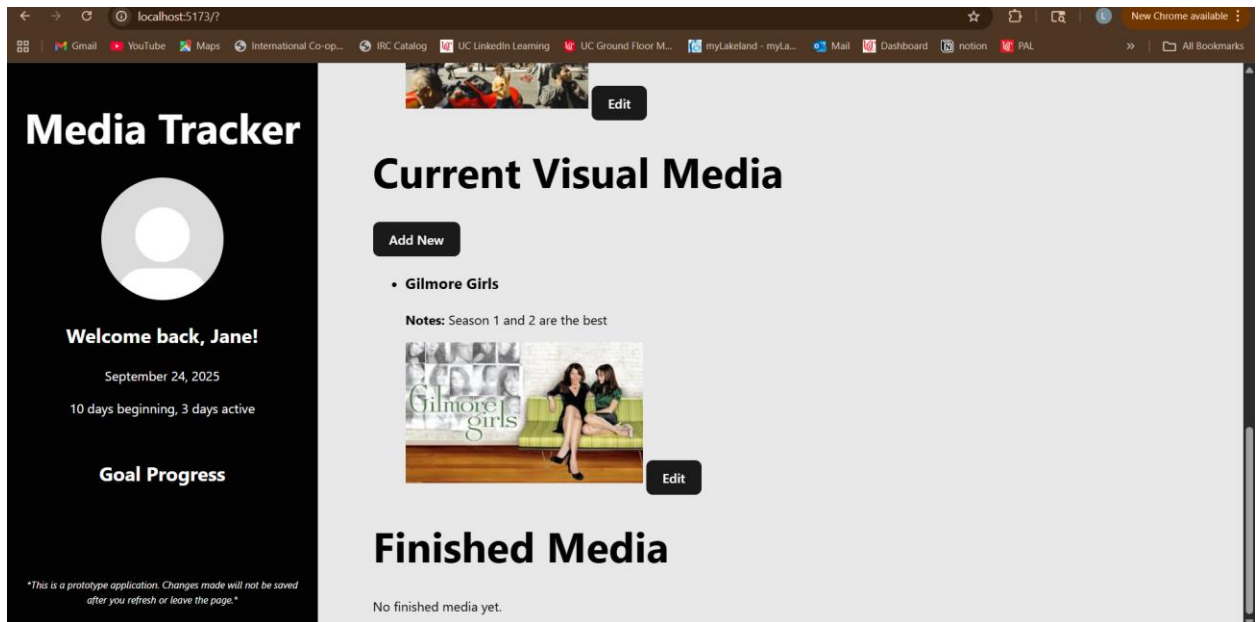 localhost:5173/?
New Chrome available
Gmail
YouTube
Maps
International Co-op...
IRC Catalog
UC LinkedIn Learning
UC Ground Floor M...
myLakeland - myLa...
Mail
Dashboard
notion
PAL
»
All Bookmarks
L
Media Tracker
Welcome back, Jane!
September 24, 2025
10 days beginning, 3 days active
Goal Progress
*This is a prototype application. Changes made will not be saved
after you refresh or leave the page.*
Edit
Current Visual Media
Add New
• Gilmore Girls
Notes: Season 1 and 2 are the best
Gilmore
girls
Edit
Finished Media
No finished media yet.